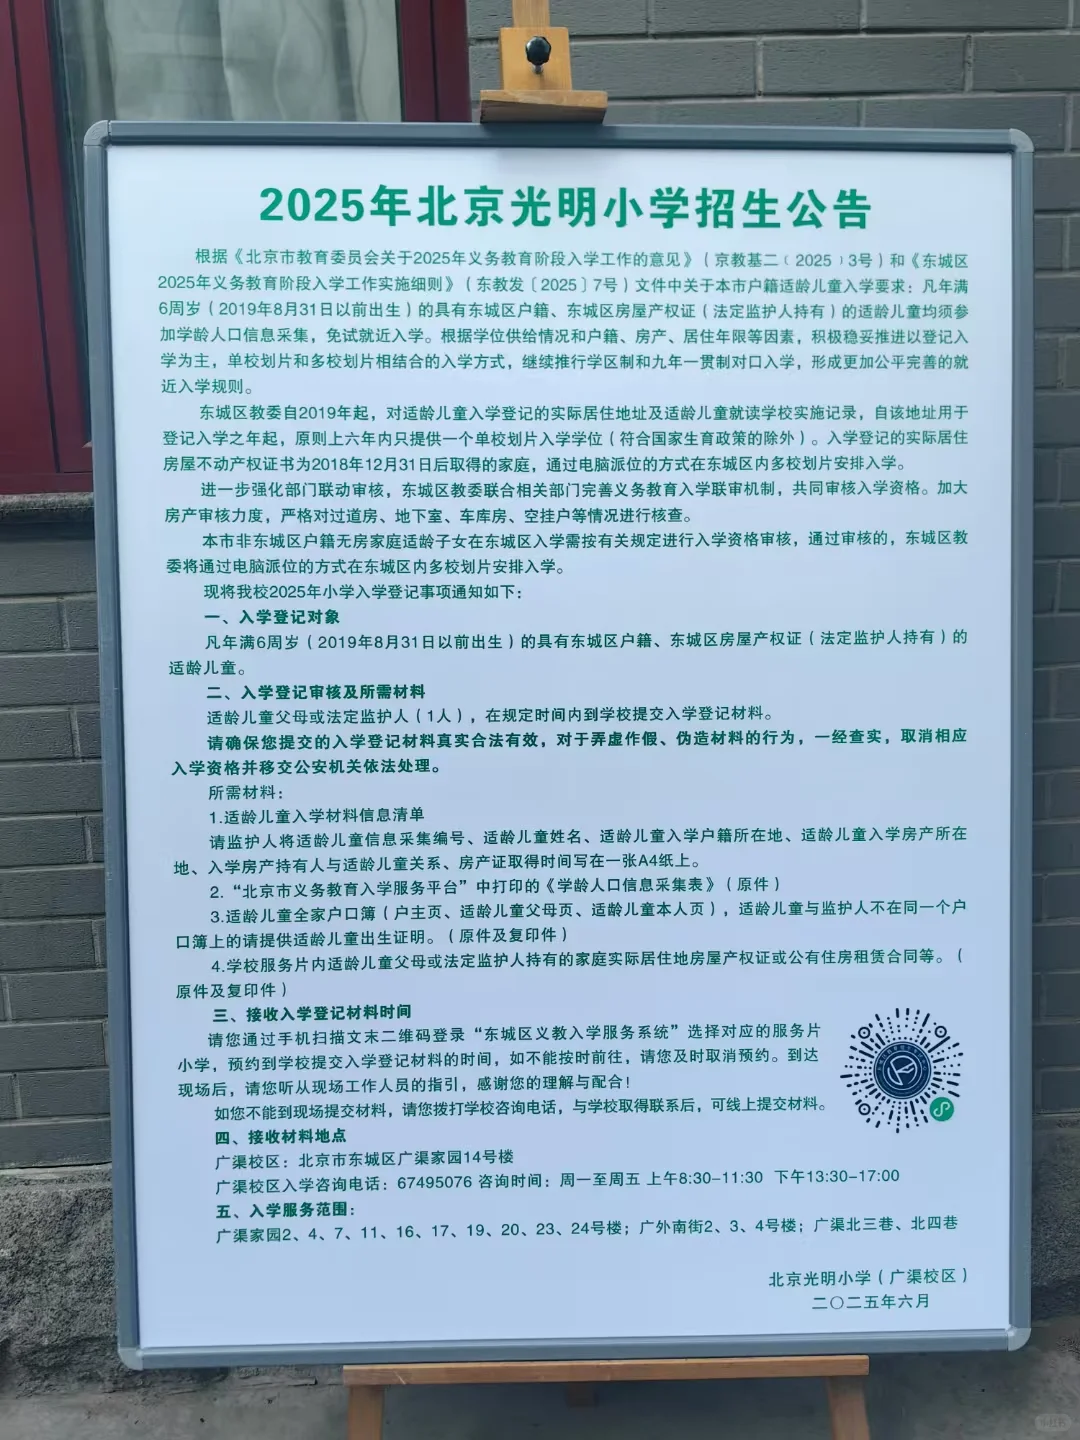 2025年北京光明小学招生公告
根据《北京市教育委员会关于2025年义务教育阶段入学工作的意见》（京教基二﹝2025﹞3号）和《东城区
2025年义务教育阶段入学工作实施细则》（东教发〔2025〕7号）文件中关于本市户籍适龄儿童入学要求：凡年满
6周岁（2019年8月31日以前出生）的具有东城区户籍、东城区房屋产权证（法定监护人持有）的适龄儿童均须参
加学龄人口信息采集，免试就近入学。根据学位供给情况和户籍、房产、居住年限等因素，积极稳妥推进以登记入
学为主，单校划片和多校划片相结合的入学方式，继续推行学区制和九年一贯制对口入学，形成更加公平完善的就
近入学规则。
东城区教委自2019年起，对适龄儿童入学登记的实际居住地址及适龄儿童就读学校实施记录，自该地址用于
登记入学之年起，原则上六年内只提供一个单校划片入学学位（符合国家生育政策的除外）。入学登记的实际居住
房屋不动产权证书为2018年12月31日后取得的家庭，通过电脑派位的方式在东城区内多校划片安排入学。
进一步强化部门联动审核，东城区教委联合相关部门完善义务教育入学联审机制，共同审核入学资格。加大
房产审核力度，严格对过道房、地下室、车库房、空挂户等情况进行核查。
本市非东城区户籍无房家庭适龄子女在东城区入学需按有关规定进行入学资格审核，通过审核的，东城区教
委将通过电脑派位的方式在东城区内多校划片安排入学。
现将我校2025年小学入学登记事项通知如下：
一、入学登记对象
凡年满6周岁（2019年8月31日以前出生）的具有东城区户籍、东城区房屋产权证（法定监护人持有）的
适龄儿童。
二、入学登记审核及所需材料
适龄儿童父母或法定监护人（1人），在规定时间内到学校提交入学登记材料。
请确保您提交的入学登记材料真实合法有效，对于弄虚作假、伪造材料的行为，一经查实，取消相应
入学资格并移交公安机关依法处理。
所需材料：
1.适龄儿童入学材料信息清单
请监护人将适龄儿童信息采集编号、适龄儿童姓名、适龄儿童入学户籍所在地、适龄儿童入学房产所在
地、入学房产持有人与适龄儿童关系、房产证取得时间写在一张A4纸上。
2.“北京市义务教育入学服务平台”中打印的《学龄人口信息采集表》（原件）
3.适龄儿童全家户口簿（户主页、适龄儿童父母页、适龄儿童本人页），适龄儿童与监护人不在同一个户
口簿上的请提供适龄儿童出生证明。（原件及复印件）
4.学校服务片内适龄儿童父母或法定监护人持有的家庭实际居住地房屋产权证或公有住房租赁合同等。（
原件及复印件）
三、接收入学登记材料时间
请您通过手机扫描文末二维码登录“东城区义教入学服务系统”选择对应的服务片
小学，预约到学校提交入学登记材料的时间，如不能按时前往，请您及时取消预约。到达
现场后，请您听从现场工作人员的指引，感谢您的理解与配合！
如您不能到现场提交材料，请您拨打学校咨询电话，与学校取得联系后，可线上提交材料。
四、接收材料地点
广渠校区：北京市东城区广渠家园14号楼
广渠校区入学咨询电话：67495076 咨询时间：周一至周五 上午8:30-11:30 下午13:30-17:00
五、入学服务范围：
广渠家园2、4、7、11、16、17、19、20、23、24号楼；广外南街2、3、4号楼；广渠北三巷、北四巷
北京光明小学（广渠校区）
二〇二五年六月